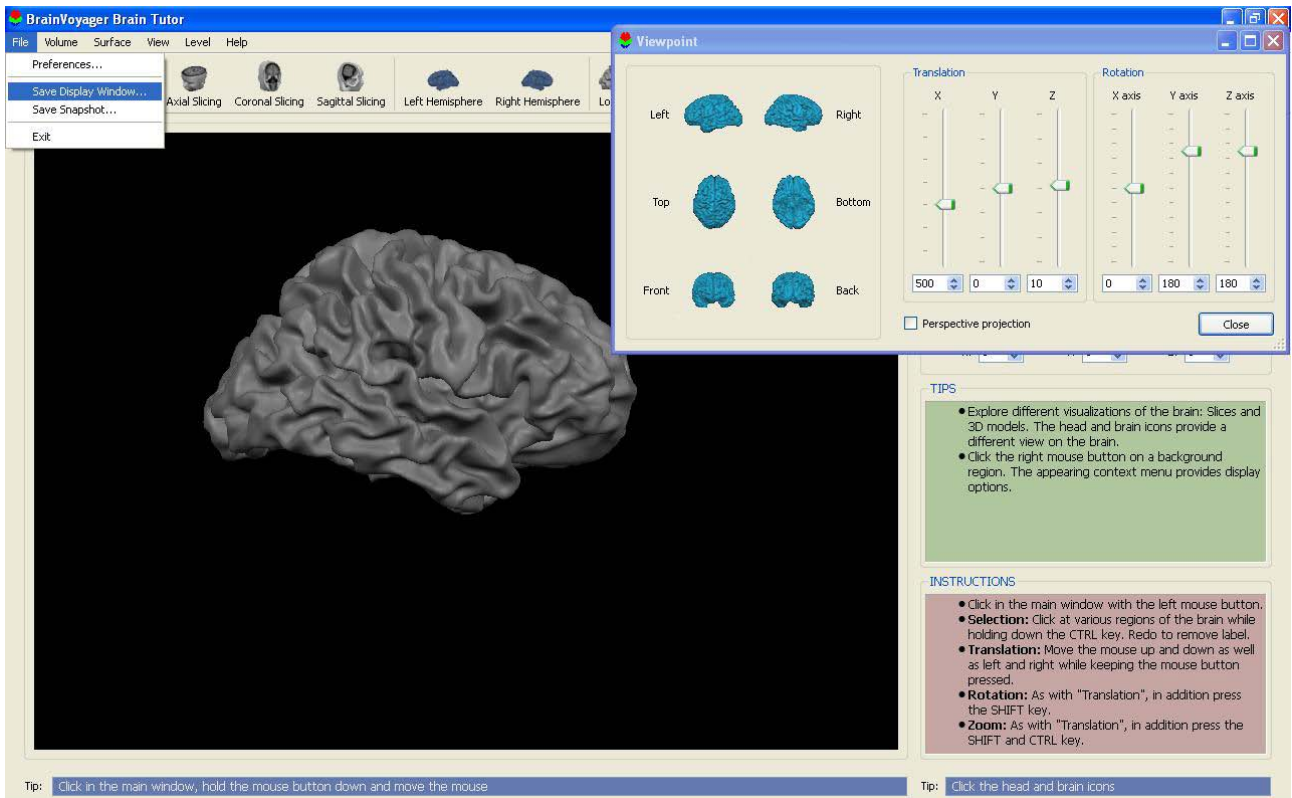 BrainVoyager Brain Tutor
File Volume Surface View Level Help
Preferences...
Save Display Window...
Save Snapshot...
Exit
Axial Slicing Coronal Slicing Sagittal Slicing Left Hemisphere Right Hemisphere
Viewpoint
Left Right
Top Bottom
Front Back
Translation
X Y Z
500 0 10
Rotation
X axis Y axis Z axis
0 180 180
Perspective projection
Close
TIPS
● Explore different visualizations of the brain: Slices and
3D models. The head and brain icons provide a
different view on the brain.
● Click the right mouse button on a background
region. The appearing context menu provides display
options.
INSTRUCTIONS
● Click in the main window with the left mouse button.
● Selection: Click at various regions of the brain while
holding down the CTRL key. Redo to remove label.
● Translation: Move the mouse up and down as well
as left and right while keeping the mouse button
pressed.
● Rotation: As with "Translation", in addition press
the SHIFT key.
● Zoom: As with "Translation", in addition press the
SHIFT and CTRL key.
Tip: Click in the main window, hold the mouse button down and move the mouse
Tip: Click the head and brain icons